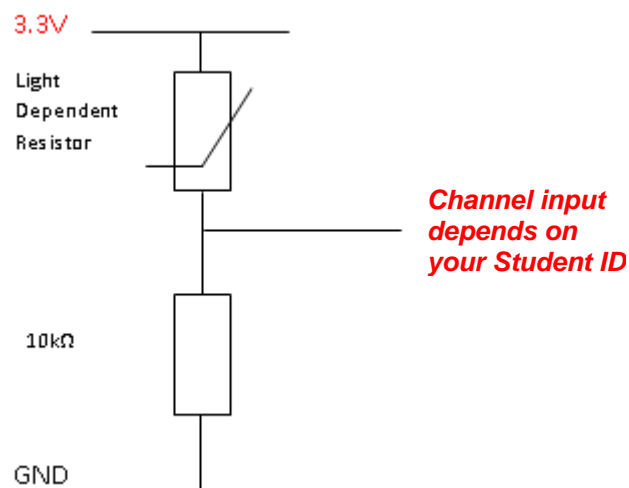 3.3V
Light
Dependent
Resistor
Channel input
depends on
your Student ID
10kΩ
GND